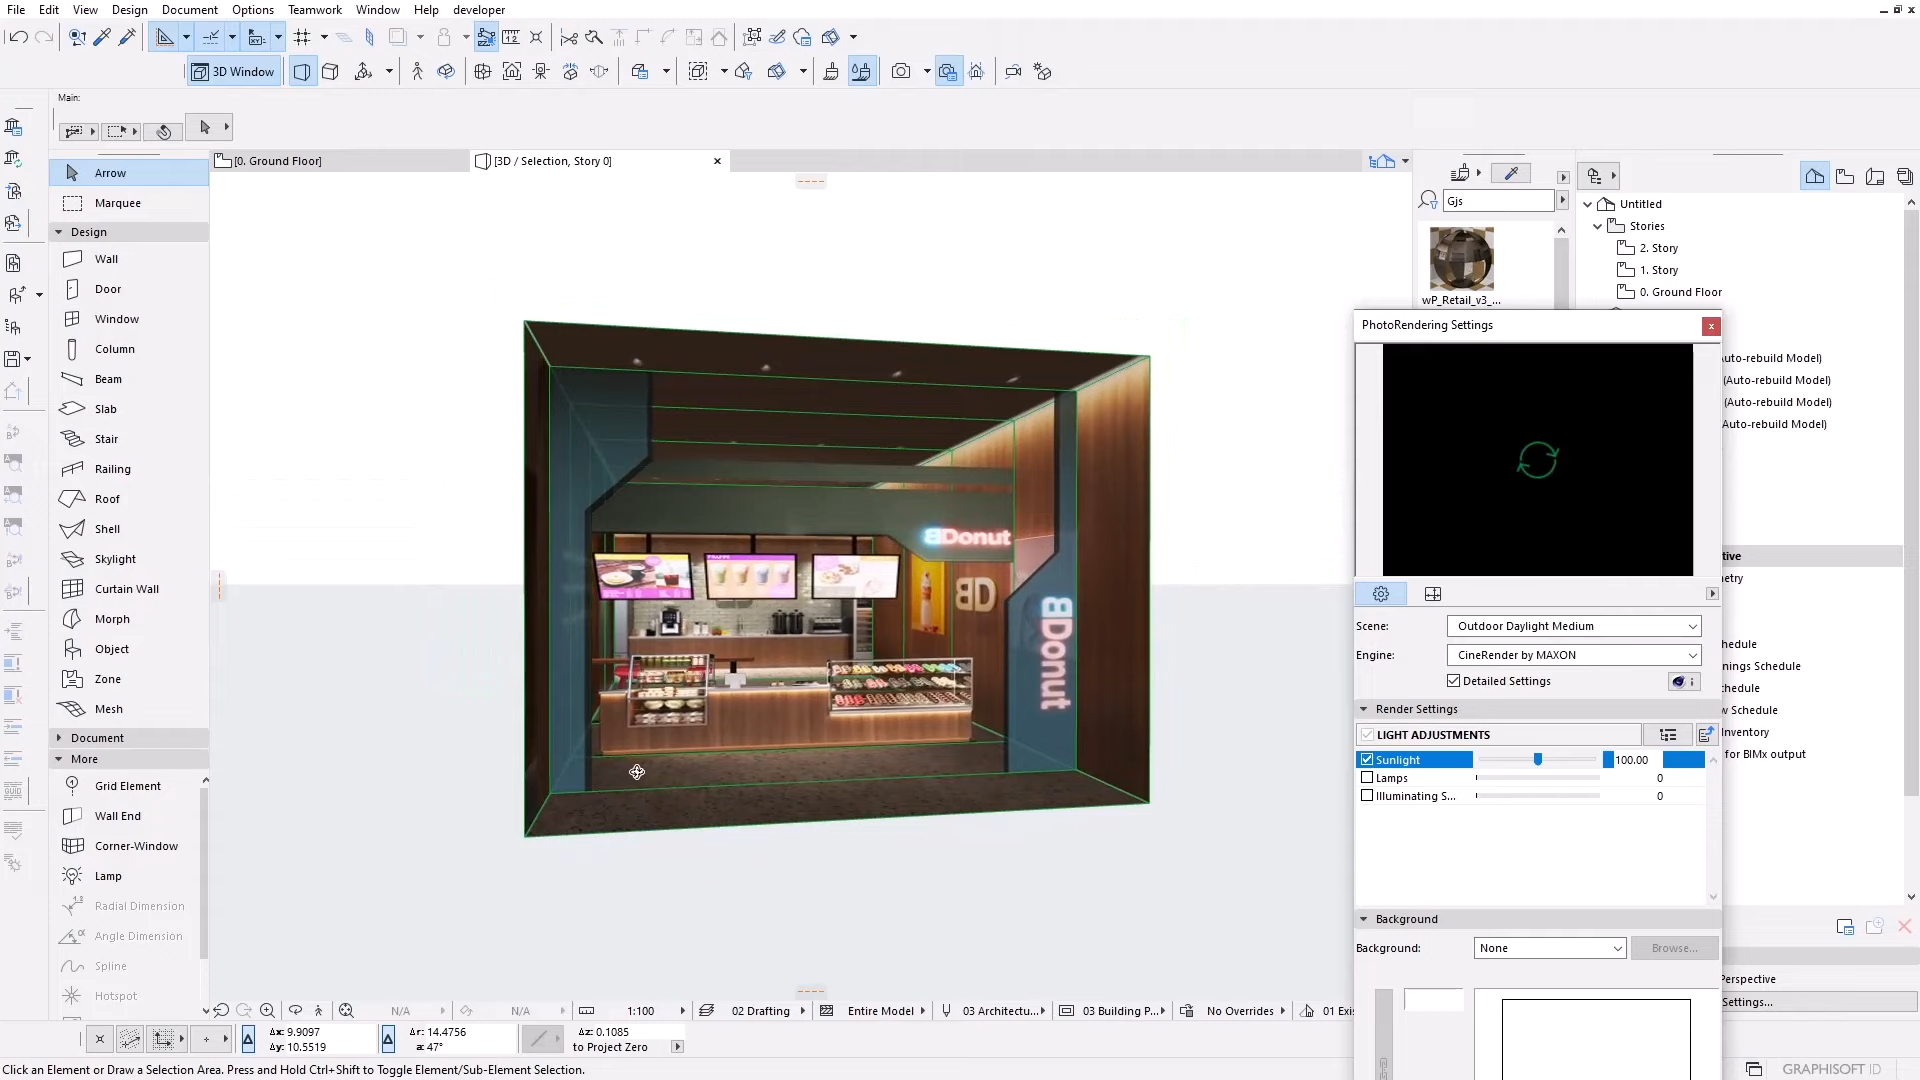 File Edit View Design Document Options Teamwork Window Help developer
3D Window
Main:
[0. Ground Floor]
[3D / Selection, Story 0]
Arrow
Marquee
Design
Wall
Door
Window
Column
Beam
Slab
Stair
Railing
Roof
Shell
Skylight
Curtain Wall
Morph
Object
Zone
Mesh
Document
More
Grid Element
Wall End
Corner-Window
Lamp
Radial Dimension
Angle Dimension
Spline
Hotspot
BDonut
BD
BDonut
Gjs
wP_Retail_v3_...
Untitled
Stories
2. Story
1. Story
0. Ground Floor
PhotoRendering Settings
uto-rebuild Model)
(Auto-rebuild Model)
(Auto-rebuild Model)
uto-rebuild Model)
tive
metry
Scene: Outdoor Daylight Medium
Engine: CineRender by MAXON
Detailed Settings
Render Settings
LIGHT ADJUSTMENTS
Sunlight 100.00
Lamps 0
Illuminating S... 0
hedule
nings Schedule
chedule
w Schedule
nventory
for BIMx output
Background
Background: None Browse...
Perspective
Settings...
N/A N/A 1:100 02 Drafting Entire Model 03 Architectu... 03 Building P... No Overrides 01 Exis
Δx: 9.9097
Δy: 10.5519
Δr: 14.4756
a: 47°
Δz: 0.1085
to Project Zero
Click an Element or Draw a Selection Area. Press and Hold Ctrl+Shift to Toggle Element/Sub-Element Selection.
GRAPHISOFT ID